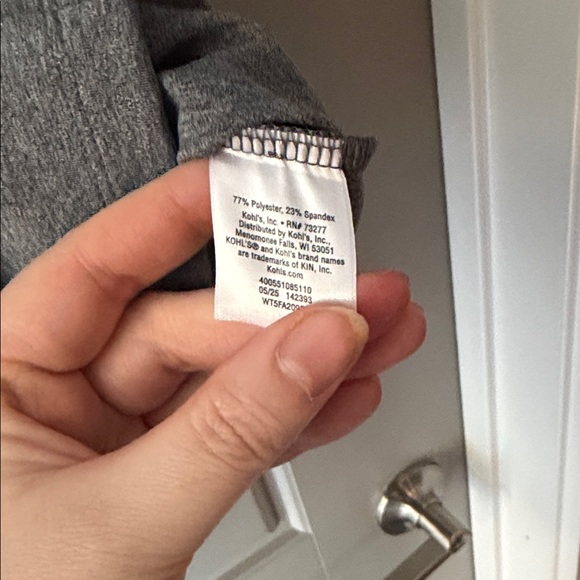 77% Polyester, 23% Spandex
Kohl's, Inc • RN# 73277
Distributed by Kohl's, Inc.,
Menomonee Falls, WI 53051
KOHL'S® and Kohl's brand names
are trademarks of KIN, Inc.
Kohls.com
400551085110
05/25 142393